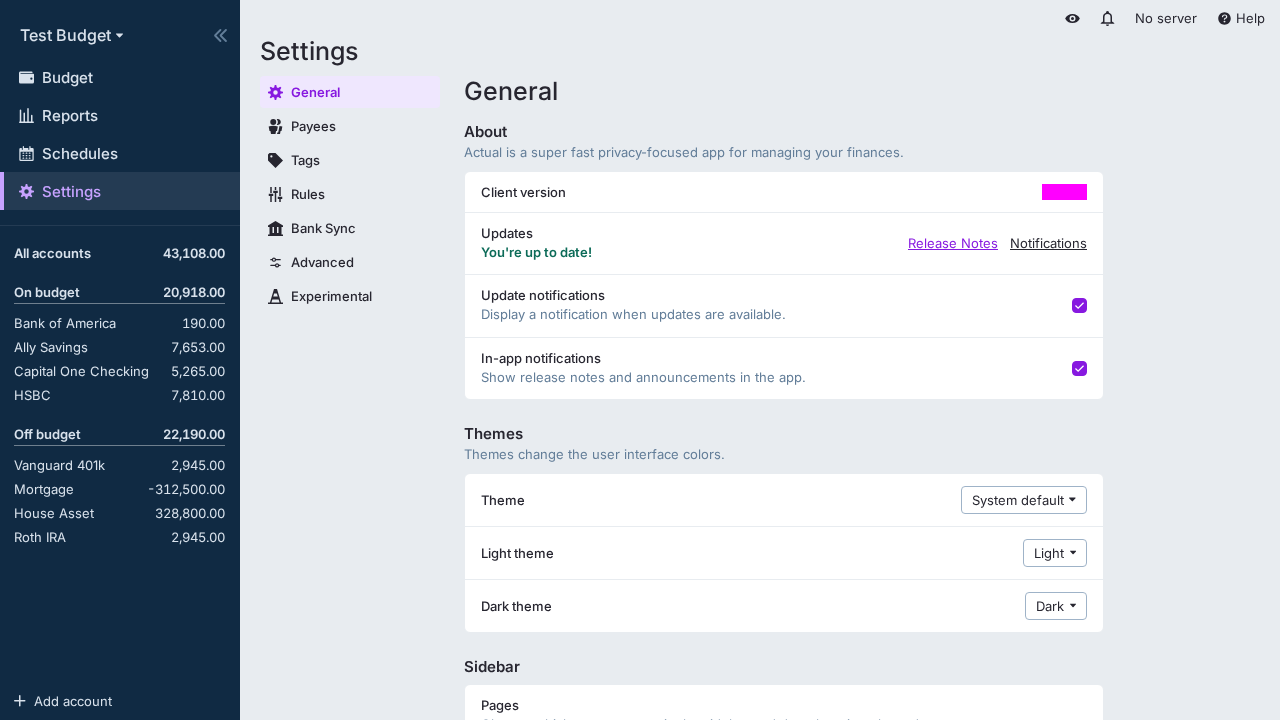 Test Budget
Budget
Reports
Schedules
Settings
All accounts 43,108.00
On budget 20,918.00
Bank of America 190.00
Ally Savings 7,653.00
Capital One Checking 5,265.00
HSBC 7,810.00
Off budget 22,190.00
Vanguard 401k 2,945.00
Mortgage -312,500.00
House Asset 328,800.00
Roth IRA 2,945.00
Add account
No server Help
Settings
General
Payees
Tags
Rules
Bank Sync
Advanced
Experimental
General
About
Actual is a super fast privacy-focused app for managing your finances.
Client version
Updates
You're up to date!
Release Notes Notifications
Update notifications
Display a notification when updates are available.
In-app notifications
Show release notes and announcements in the app.
Themes
Themes change the user interface colors.
Theme System default
Light theme Light
Dark theme Dark
Sidebar
Pages